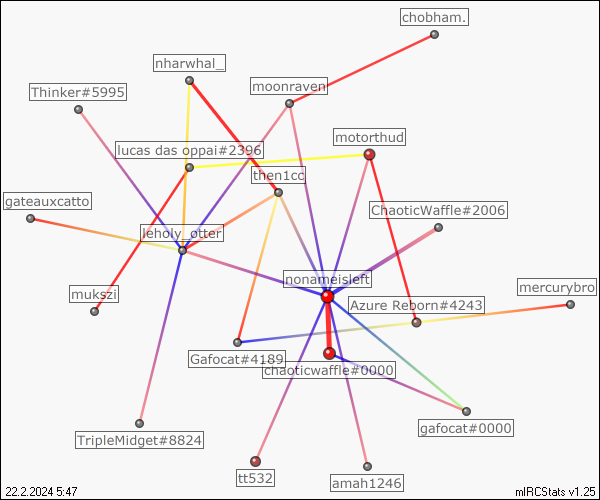 chobham.
nharwhal_
moonraven
Thinker#5995
motorthud
lucas das oppai#2396
then1cc
gateauxcatto
ChaoticWaffle#2006
leholy_otter
nonameisleft
mukszi
mercurybro
Azure Reborn#4243
Gafocat#4189
chaoticwaffle#0000
gafocat#0000
TripleMidget#8824
tt532
amah1246
22.2.2024 5:47
mIRCStats v1.25